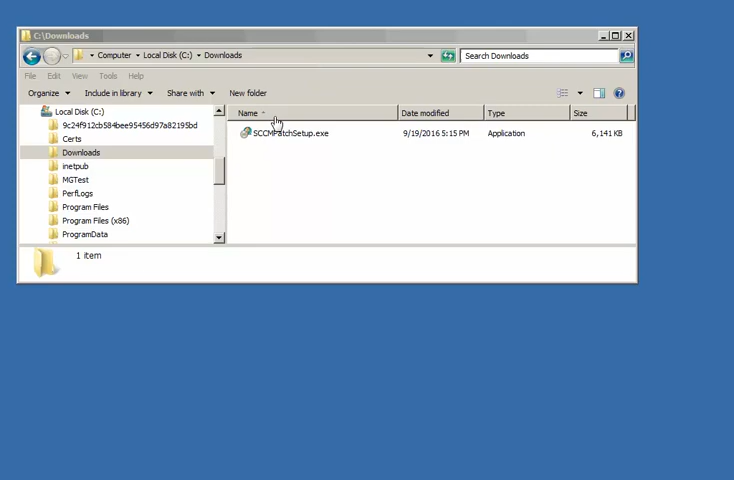 C:\Downloads
Computer Local Disk (C:) Downloads
Search Downloads
File Edit View Tools Help
Organize Include in library Share with New folder
Local Disk (C:)
9c24f912cb584bee95456d97a82195bd
Certs
Downloads
inetpub
MGTest
PerfLogs
Program Files
Program Files (x86)
ProgramData
Name Date modified Type Size
SCCMPatchSetup.exe 9/19/2016 5:15 PM Application 6,141 KB
1 item